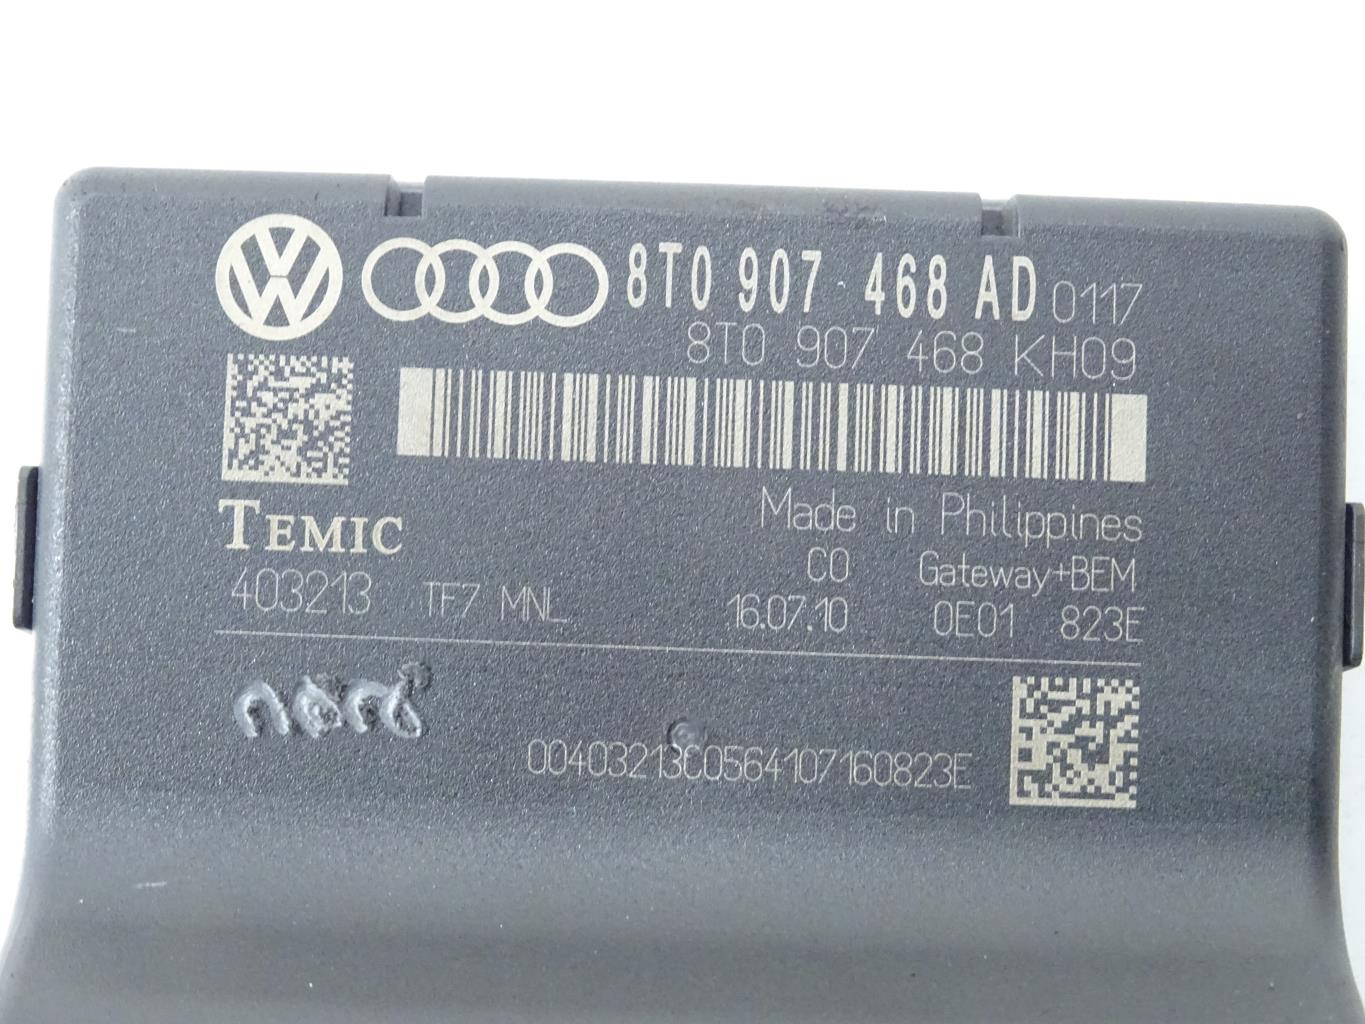 8T0 907 468 AD 0117
8T0 907 468 KH09
TEMIC
Made in Philippines
C0 Gateway+BEM
403213 TF7 MNL 16.07.10 0E01 823E
00403213C0564107160823E